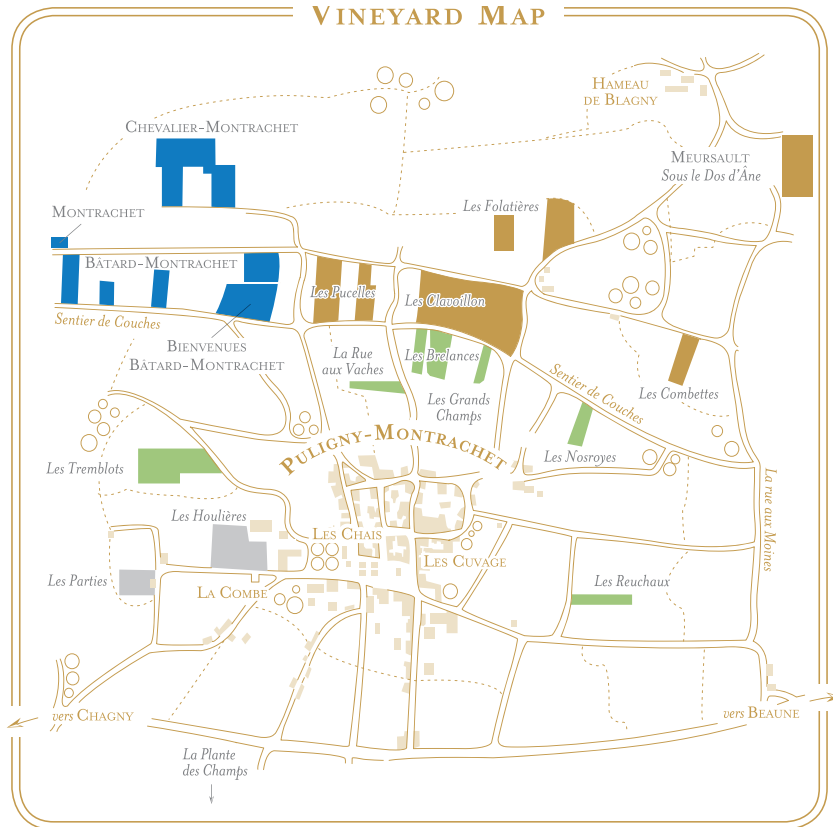 Vineyard Map
Hameau
de Blagny
Chevalier-Montrachet
Meursault
Sous le Dos d'Âne
Montrachet
Les Folatières
Bâtard-Montrachet
Les Pucelles
Les Clavoillon
Sentier de Couches
Bienvenues
Bâtard-Montrachet
La Rue
aux Vaches
Les Brelances
Les Grands
Champs
Sentier de Couches
Les Combettes
Puligny-Montrachet
Les Nosroyes
Les Tremblots
La rue aux Moines
Les Houlières
Les Chais
Les Cuvage
Les Parties
La Combe
Les Reuchaux
vers Chagny
vers Beaune
La Plante
des Champs